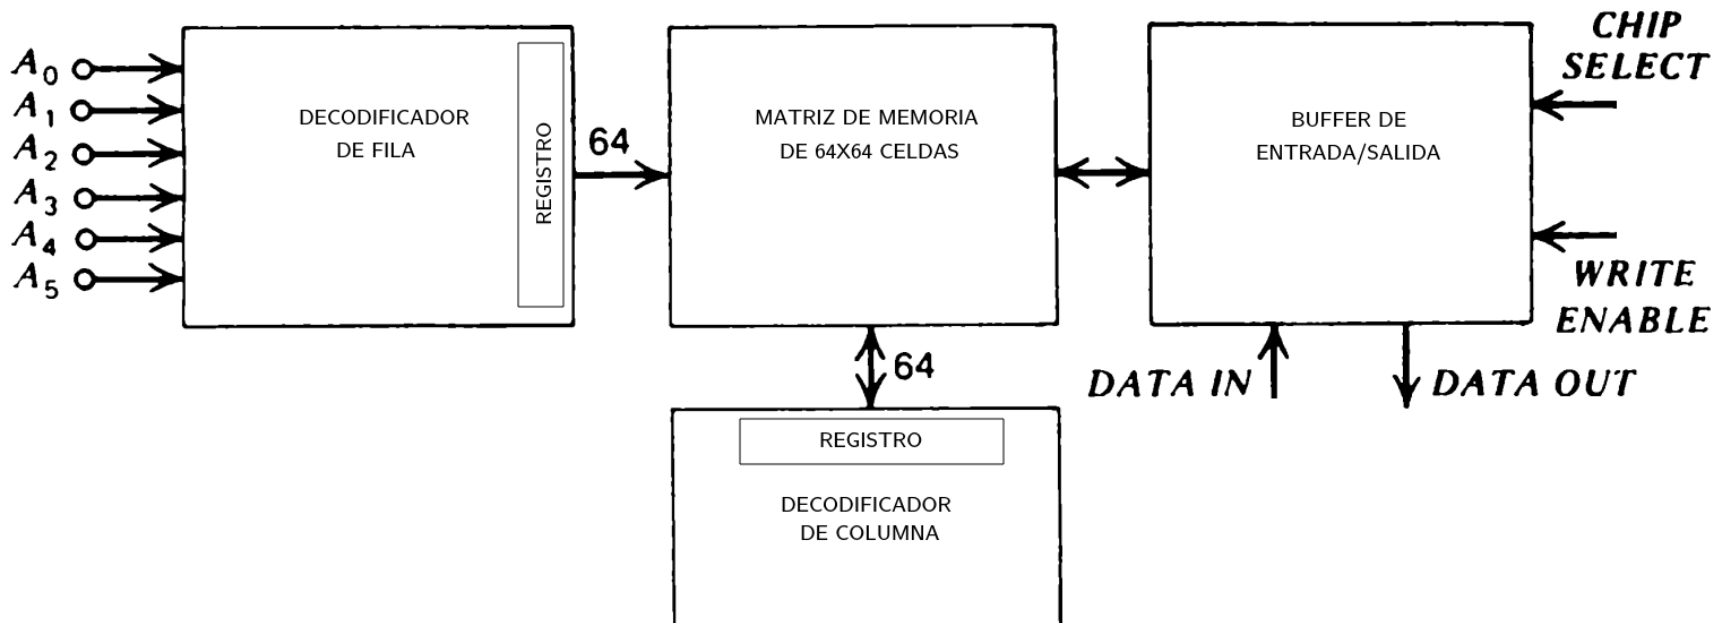 A0
A1
A2
A3
A4
A5
DECODIFICADOR
DE FILA
REGISTRO
64
MATRIZ DE MEMORIA
DE 64X64 CELDAS
BUFFER DE
ENTRADA/SALIDA
CHIP
SELECT
WRITE
ENABLE
DATA IN
DATA OUT
64
REGISTRO
DECODIFICADOR
DE COLUMNA